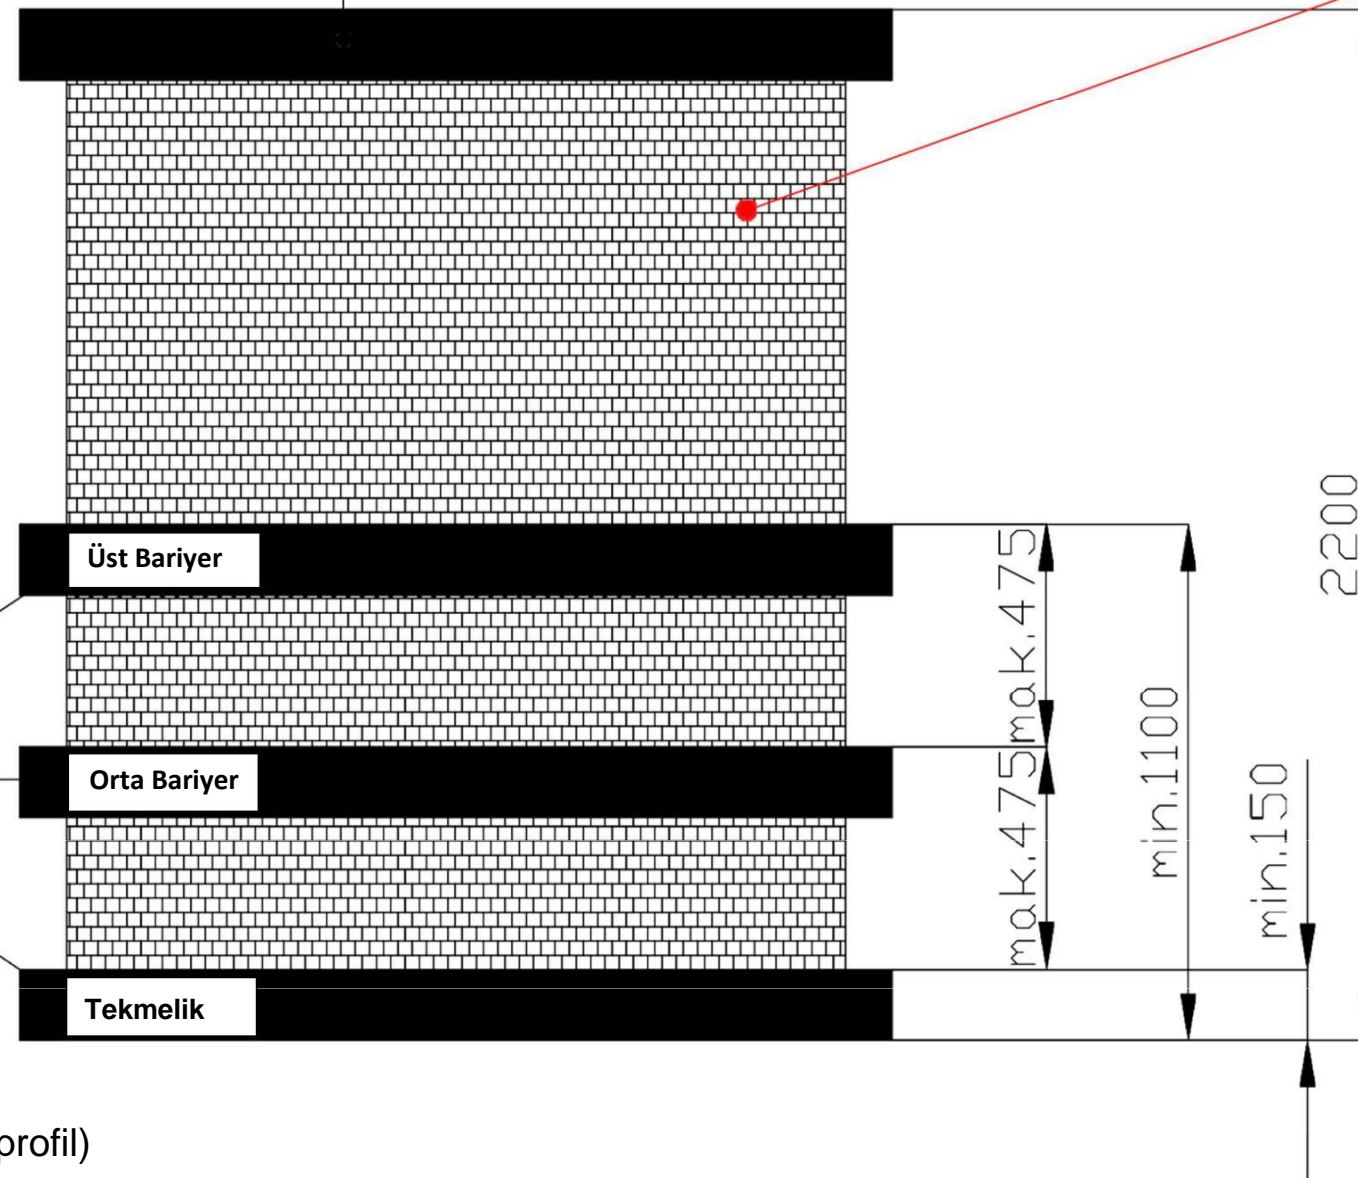 Üst Bariyer
mak.475
2200
Orta Bariyer
mak.475
min.1100
min.150
Tekmelik
profil)